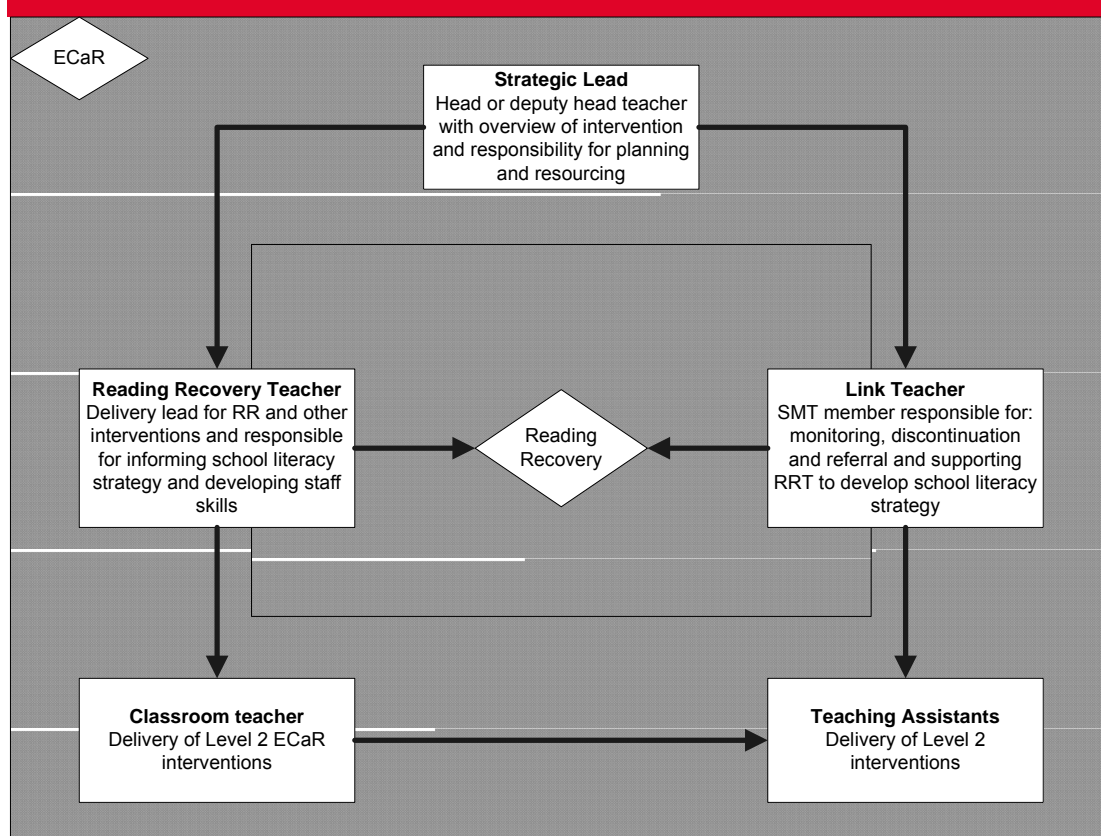 ECaR
Strategic Lead
Head or deputy head teacher
with overview of intervention
and responsibility for planning
and resourcing
Reading Recovery Teacher
Delivery lead for RR and other
interventions and responsible
for informing school literacy
strategy and developing staff
skills
Reading
Recovery
Link Teacher
SMT member responsible for:
monitoring, discontinuation
and referral and supporting
RRT to develop school literacy
strategy
Classroom teacher
Delivery of Level 2 ECaR
interventions
Teaching Assistants
Delivery of Level 2
interventions